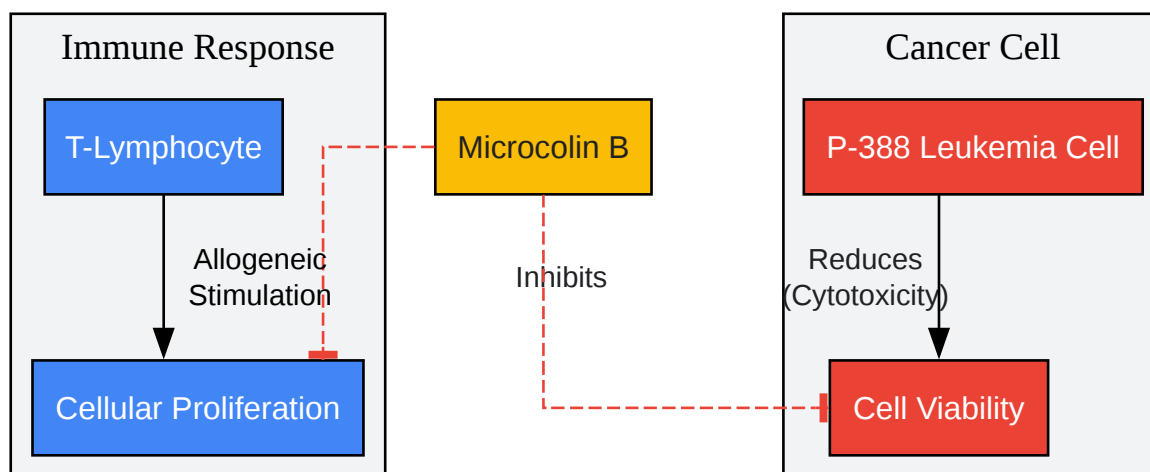 Immune Response
Cancer Cell
T-Lymphocyte
Microcolin B
P-388 Leukemia Cell
Allogeneic
Stimulation
Inhibits
Reduces
(Cytotoxicity)
Cellular Proliferation
Cell Viability